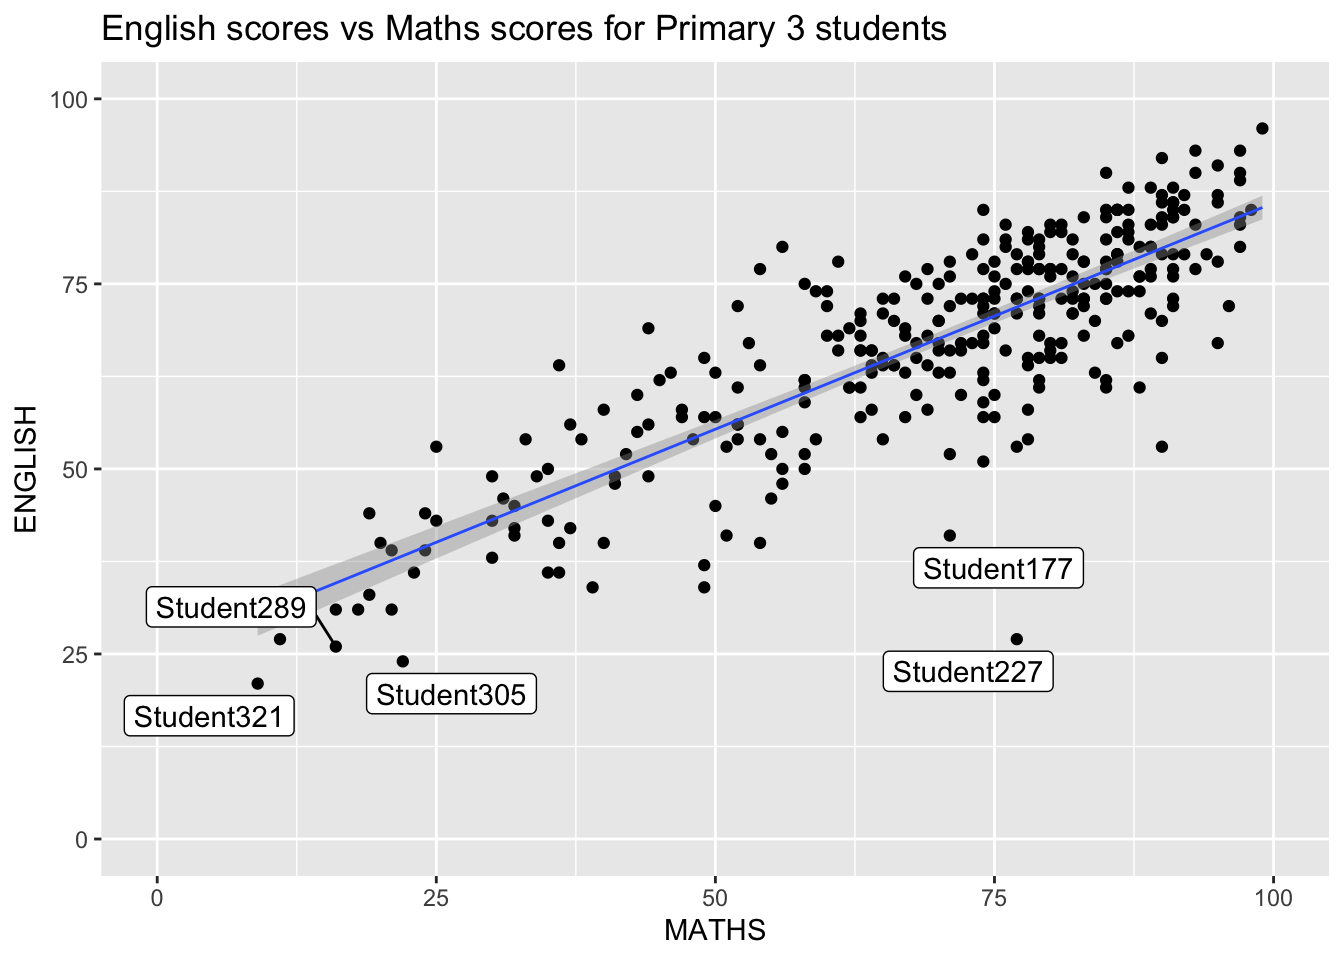 English scores vs Maths scores for Primary 3 students
100
75
50
25
0
ENGLISH
Student177
Student289
Student227
Student305
Student321
0
25
50
75
100
MATHS